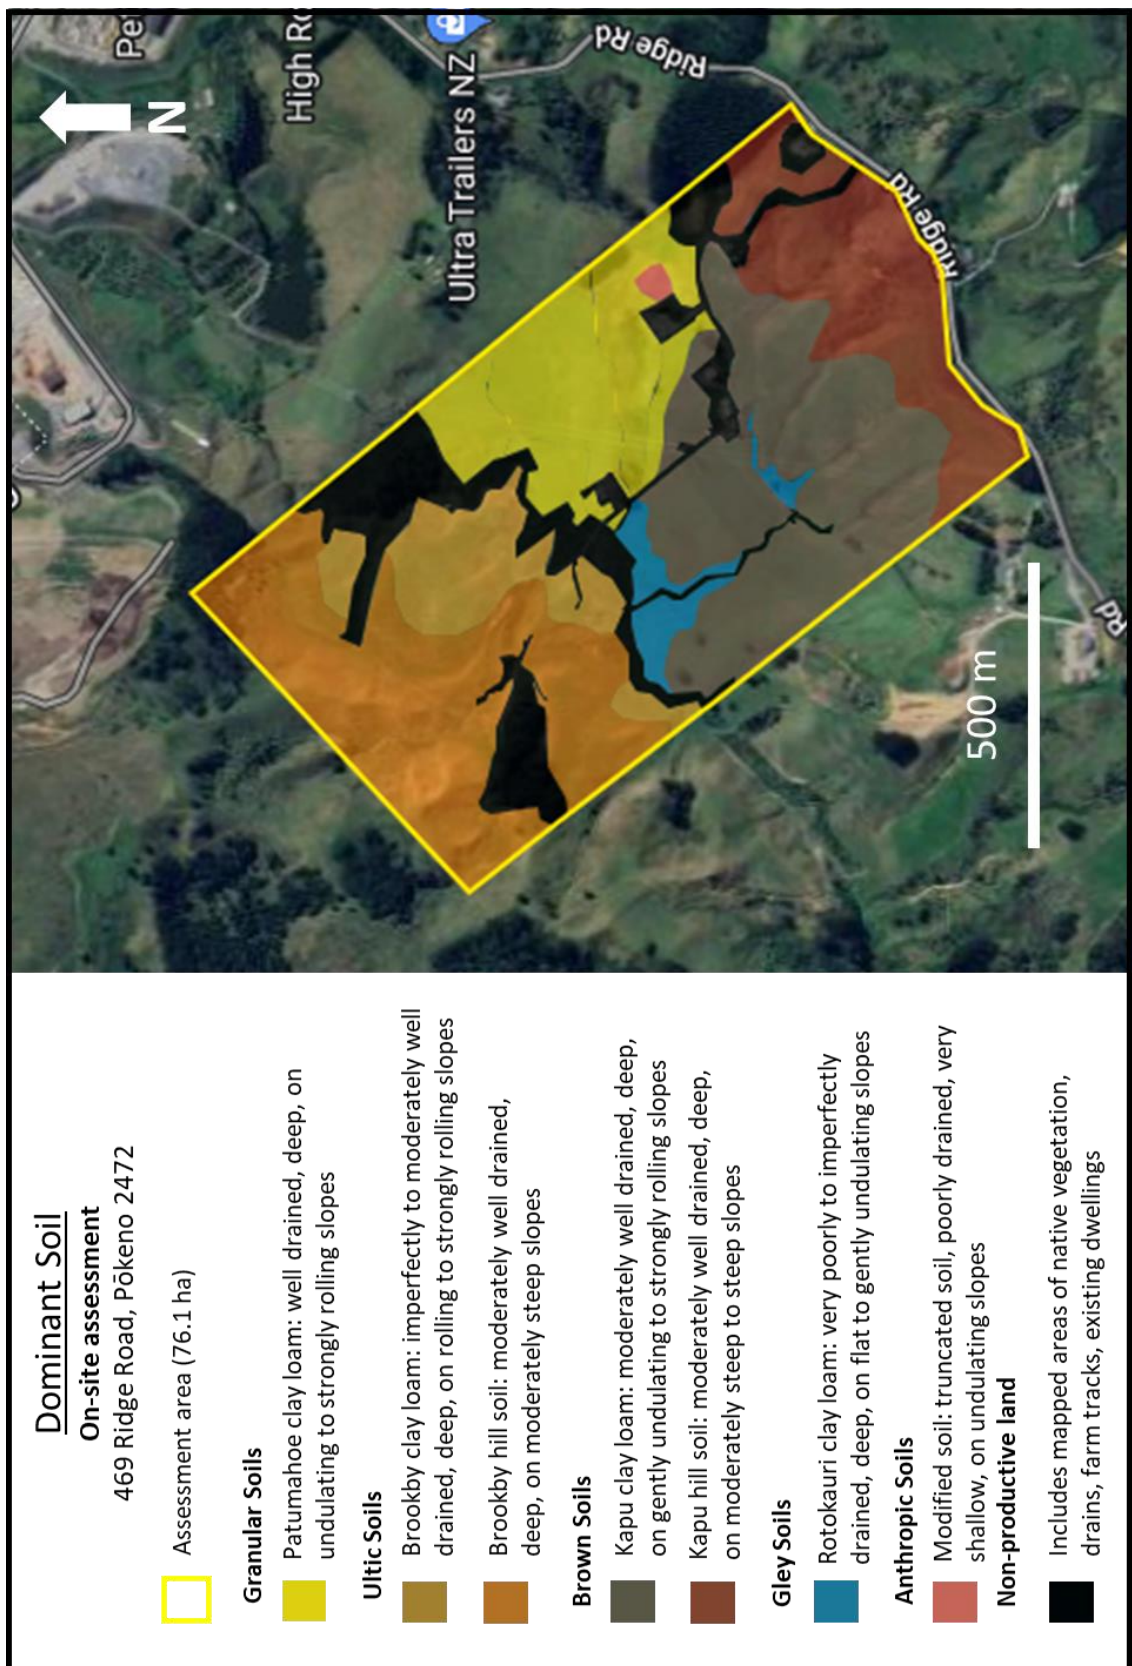 Dominant Soil
On-site assessment
469 Ridge Road, Pōkeno 2472
Assessment area (76.1 ha)
Granular Soils
Patumahoe clay loam: well drained, deep, on
undulating to strongly rolling slopes
Ultic Soils
Brookby clay loam: imperfectly to moderately well
drained, deep, on rolling to strongly rolling slopes
Brookby hill soil: moderately well drained,
deep, on moderately steep slopes
Brown Soils
Kapu clay loam: moderately well drained, deep,
on gently undulating to strongly rolling slopes
Kapu hill soil: moderately well drained, deep,
on moderately steep to steep slopes
Gley Soils
Rotokauri clay loam: very poorly to imperfectly
drained, deep, on flat to gently undulating slopes
Anthropic Soils
Modified soil: truncated soil, poorly drained, very
shallow, on undulating slopes
Non-productive land
Includes mapped areas of native vegetation,
drains, farm tracks, existing dwellings
N
Pe
High Ro
Ultra Trailers NZ
Ridge Rd
Ridge Rd
Rd
500 m